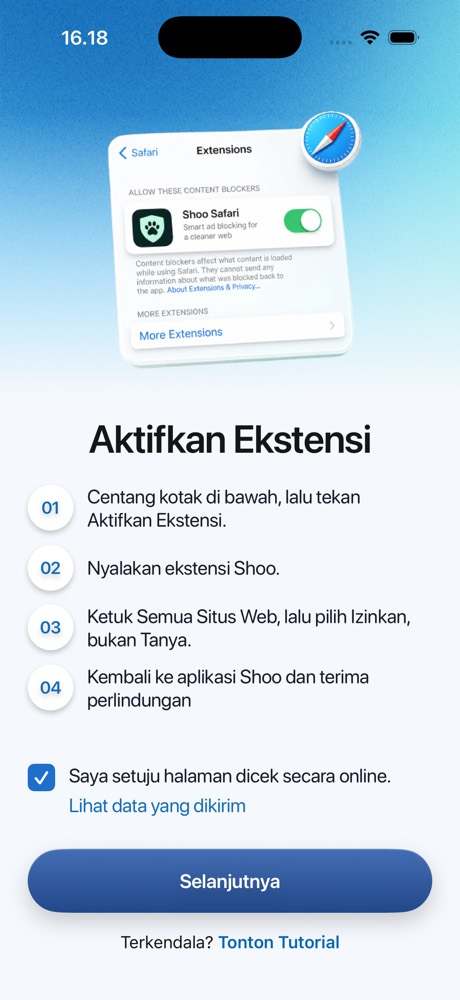 16.18
Safari
Extensions
ALLOW THESE CONTENT BLOCKERS
Shoo Safari
Smart ad blocking for
a cleaner web
Content blockers affect what content is loaded
while using Safari. They cannot send any
information about what was blocked back to
the app. About Extensions & Privacy...
MORE EXTENSIONS
More Extensions
Aktifkan Ekstensi
01
Centang kotak di bawah, lalu tekan
Aktifkan Ekstensi.
02
Nyalakan ekstensi Shoo.
03
Ketuk Semua Situs Web, lalu pilih Izinkan,
bukan Tanya.
04
Kembali ke aplikasi Shoo dan terima
perlindungan
Saya setuju halaman dicek secara online.
Lihat data yang dikirim
Selanjutnya
Terkendala? Tonton Tutorial